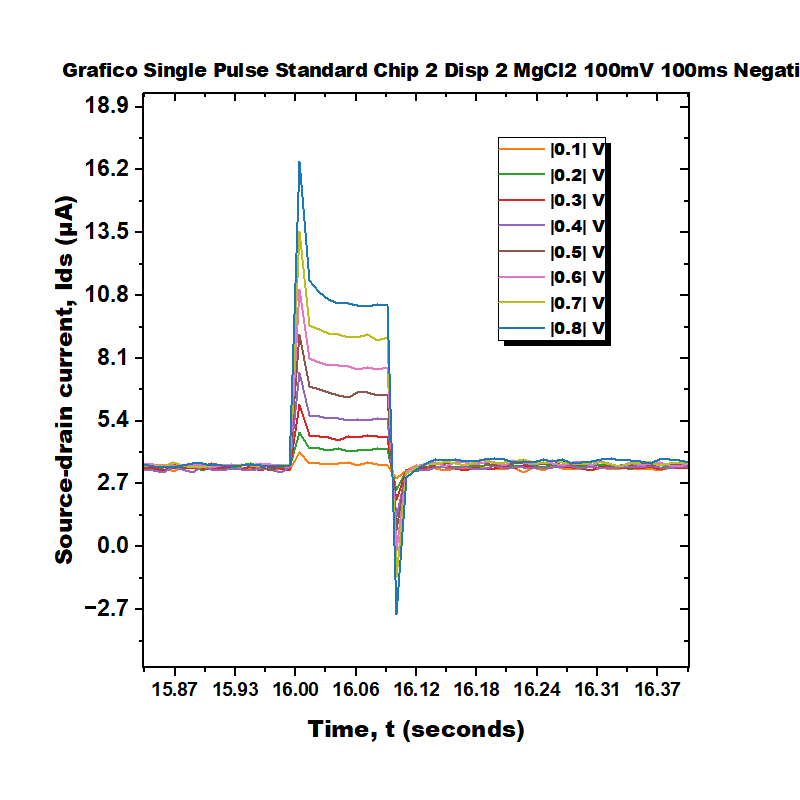 Grafico Single Pulse Standard Chip 2 Disp 2 MgCl2 100mV 100ms Negati
18.9
16.2
13.5
10.8
8.1
5.4
2.7
0.0
−2.7
Source-drain current, Ids (µA)
|0.1| V
|0.2| V
|0.3| V
|0.4| V
|0.5| V
|0.6| V
|0.7| V
|0.8| V
15.87 15.93 16.00 16.06 16.12 16.18 16.24 16.31 16.37
Time, t (seconds)